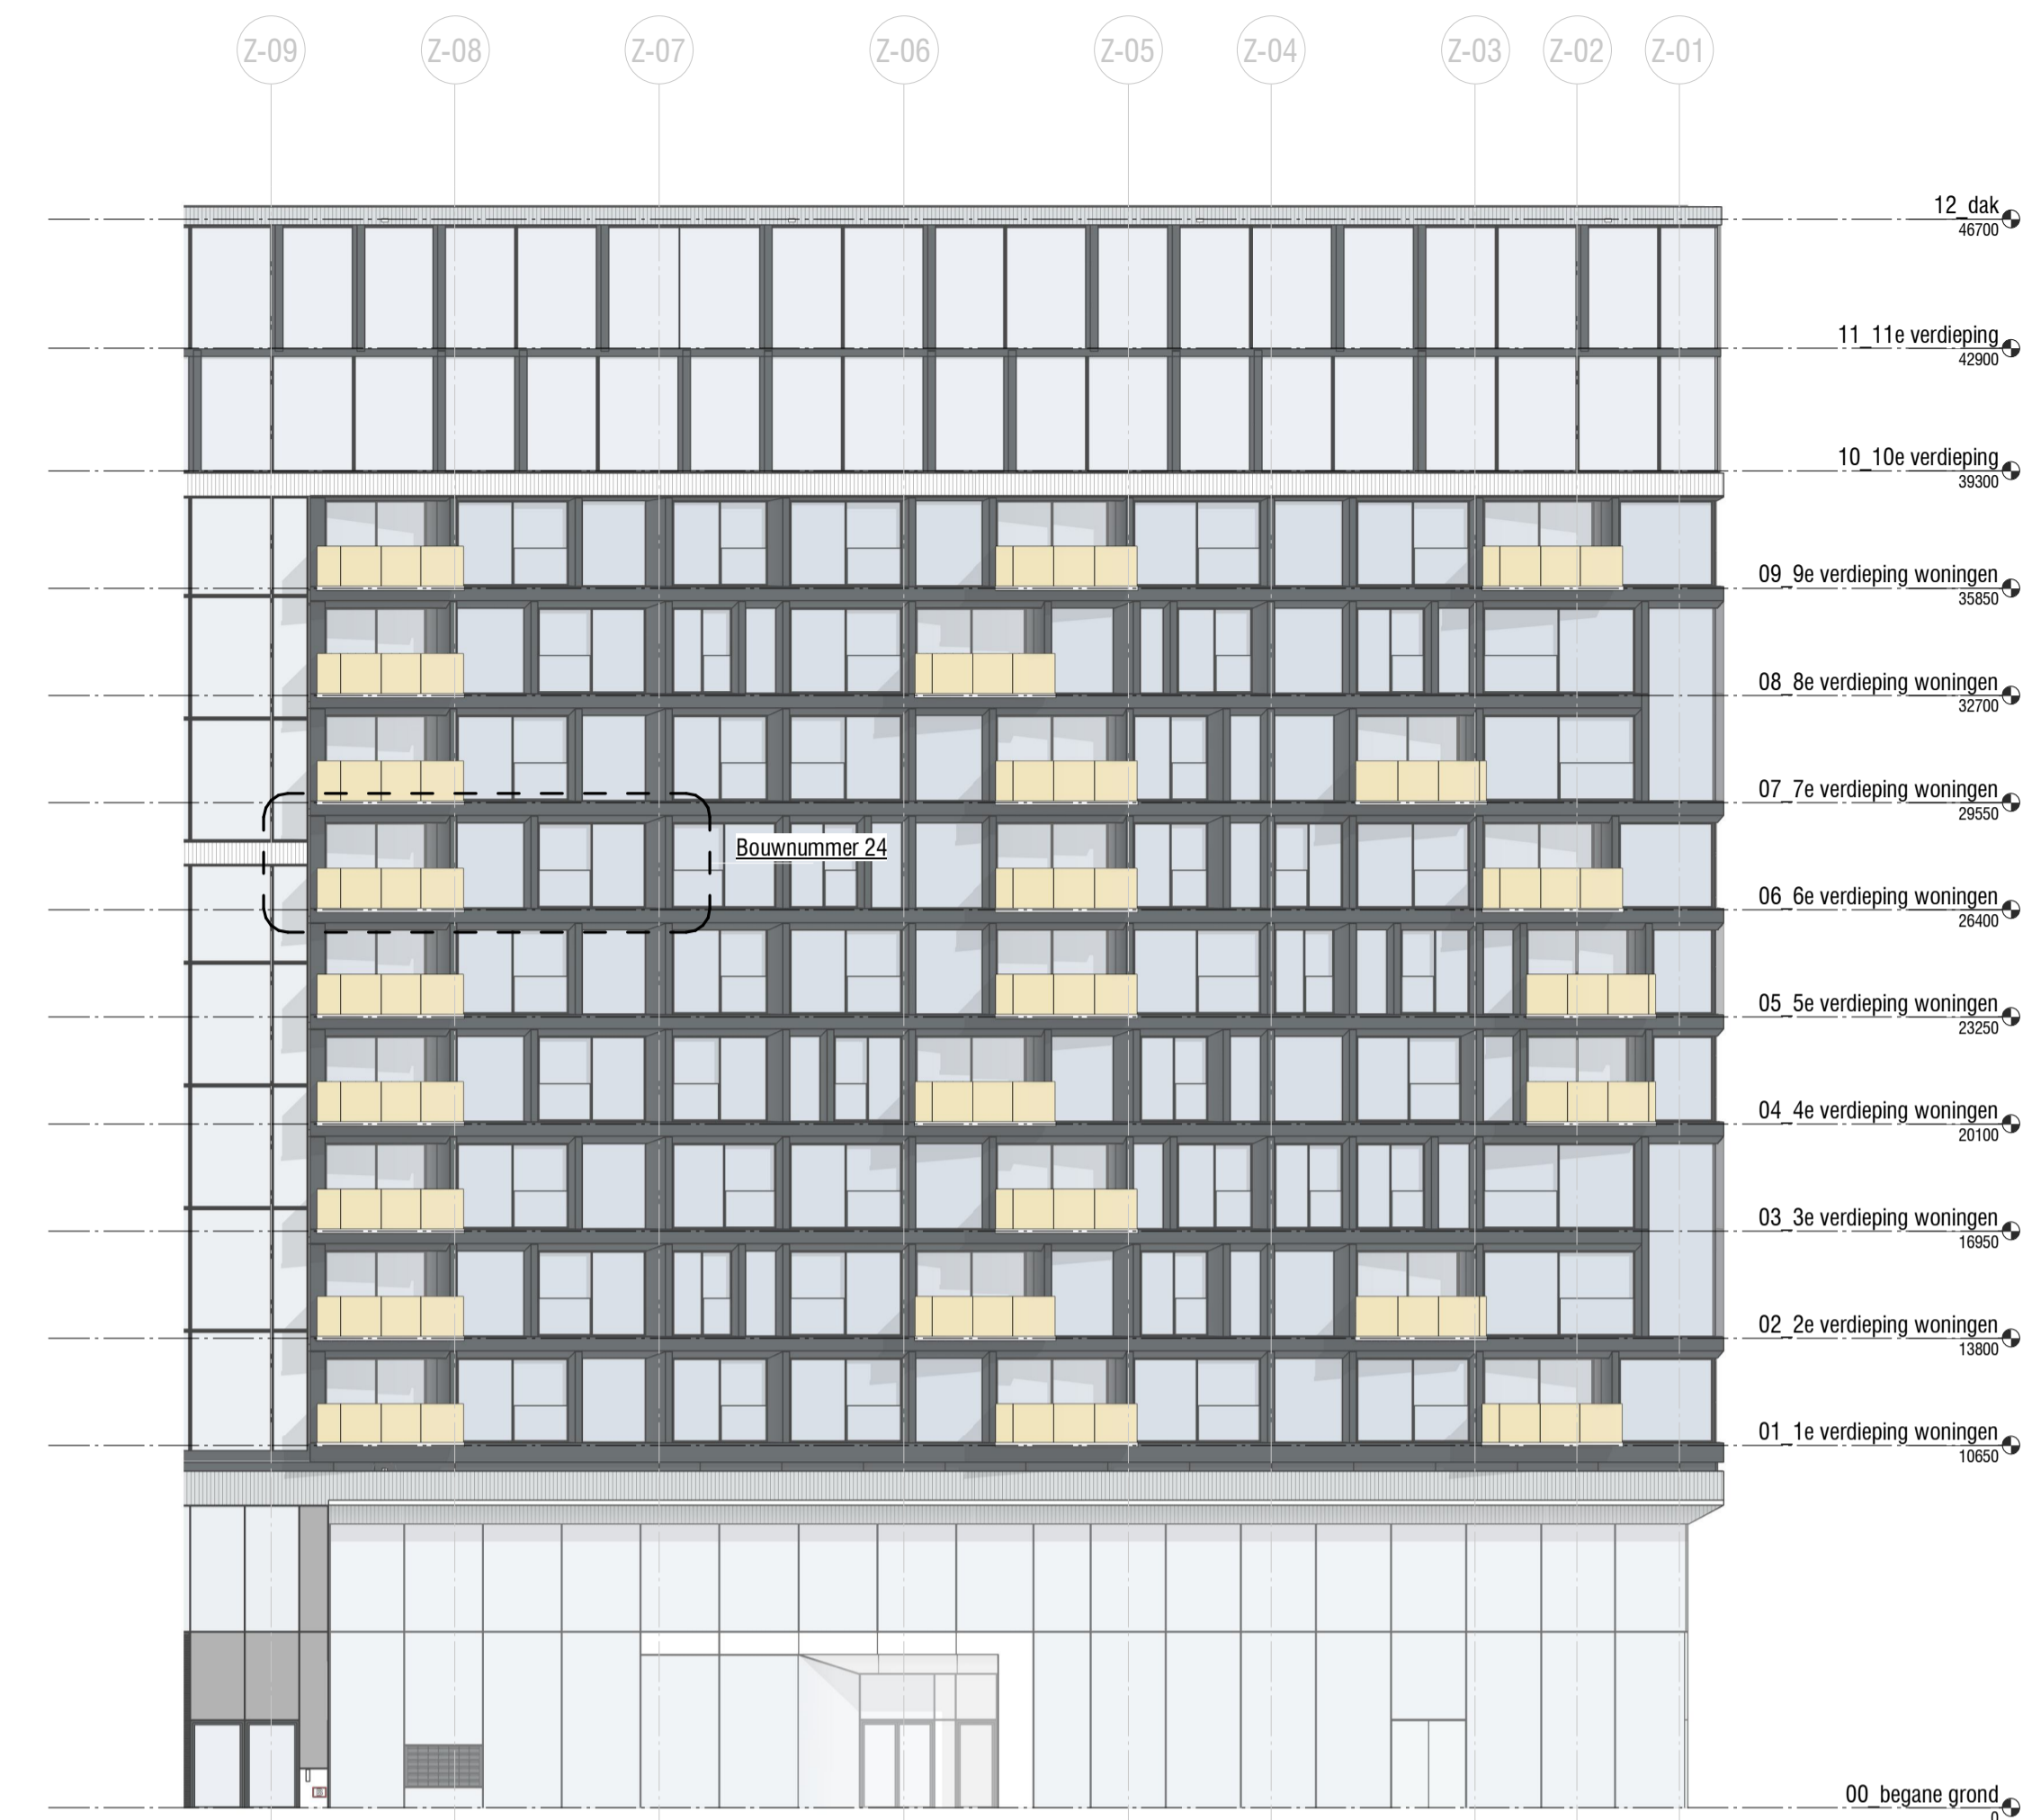 Z-09 Z-08 Z-07 Z-06 Z-05 Z-04 Z-03 Z-02 Z-01
12_dak
46700
11_11e verdieping
42900
10_10e verdieping
39300
09_9e verdieping woningen
35850
08_8e verdieping woningen
32700
07_7e verdieping woningen
29550
Bouwnummer 24
06_6e verdieping woningen
26400
05_5e verdieping woningen
23250
04_4e verdieping woningen
20100
03_3e verdieping woningen
16950
02_2e verdieping woningen
13800
01_1e verdieping woningen
10650
00_begane grond
0